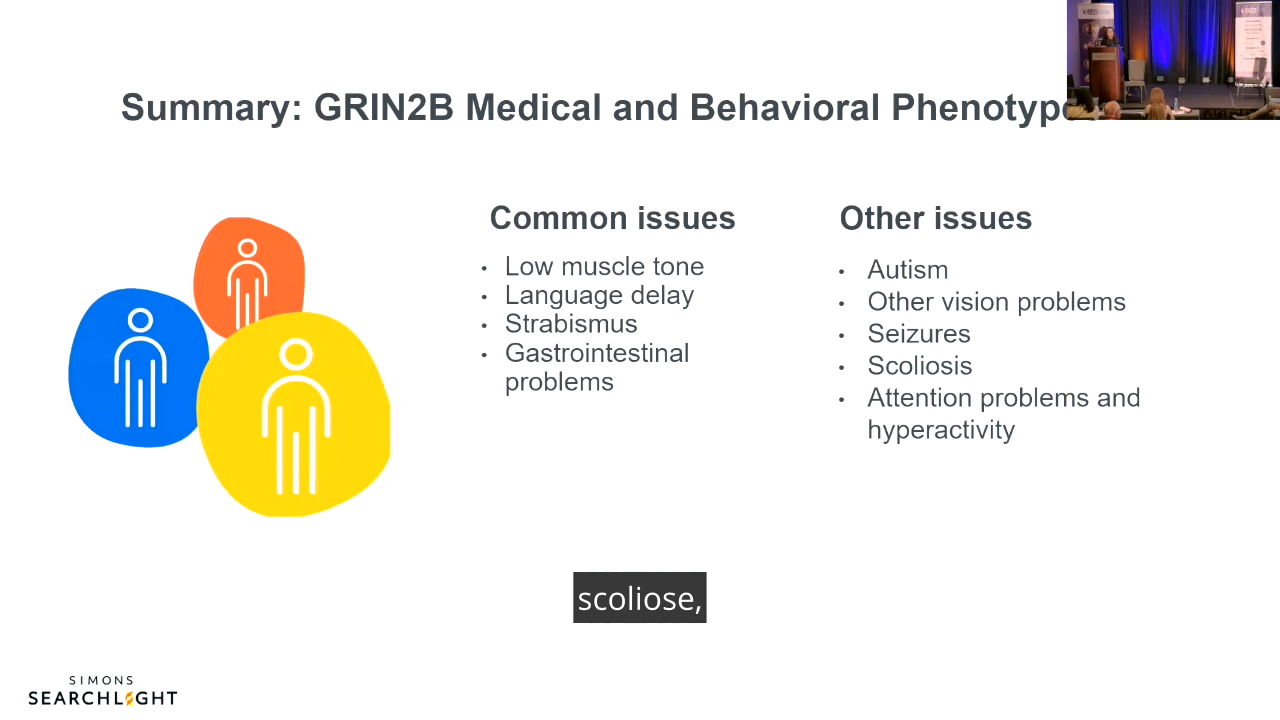 Summary: GRIN2B Medical and Behavioral Phenotype
Common issues
• Low muscle tone
• Language delay
• Strabismus
• Gastrointestinal
problems
Other issues
• Autism
• Other vision problems
• Seizures
• Scoliosis
• Attention problems and
hyperactivity
scoliose,
SIMONS
SEARCHLIGHT